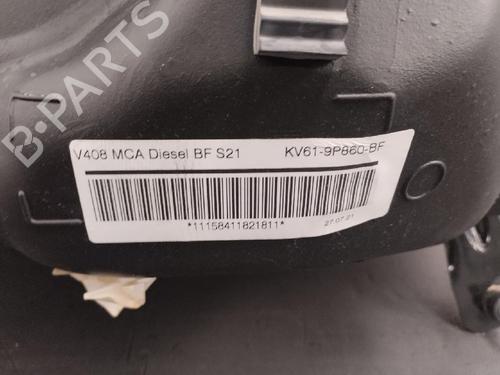 B-PARTS
V408 MCA Diesel BF S21 KV61-9P860-BF
*11158411821811*
27.07.21